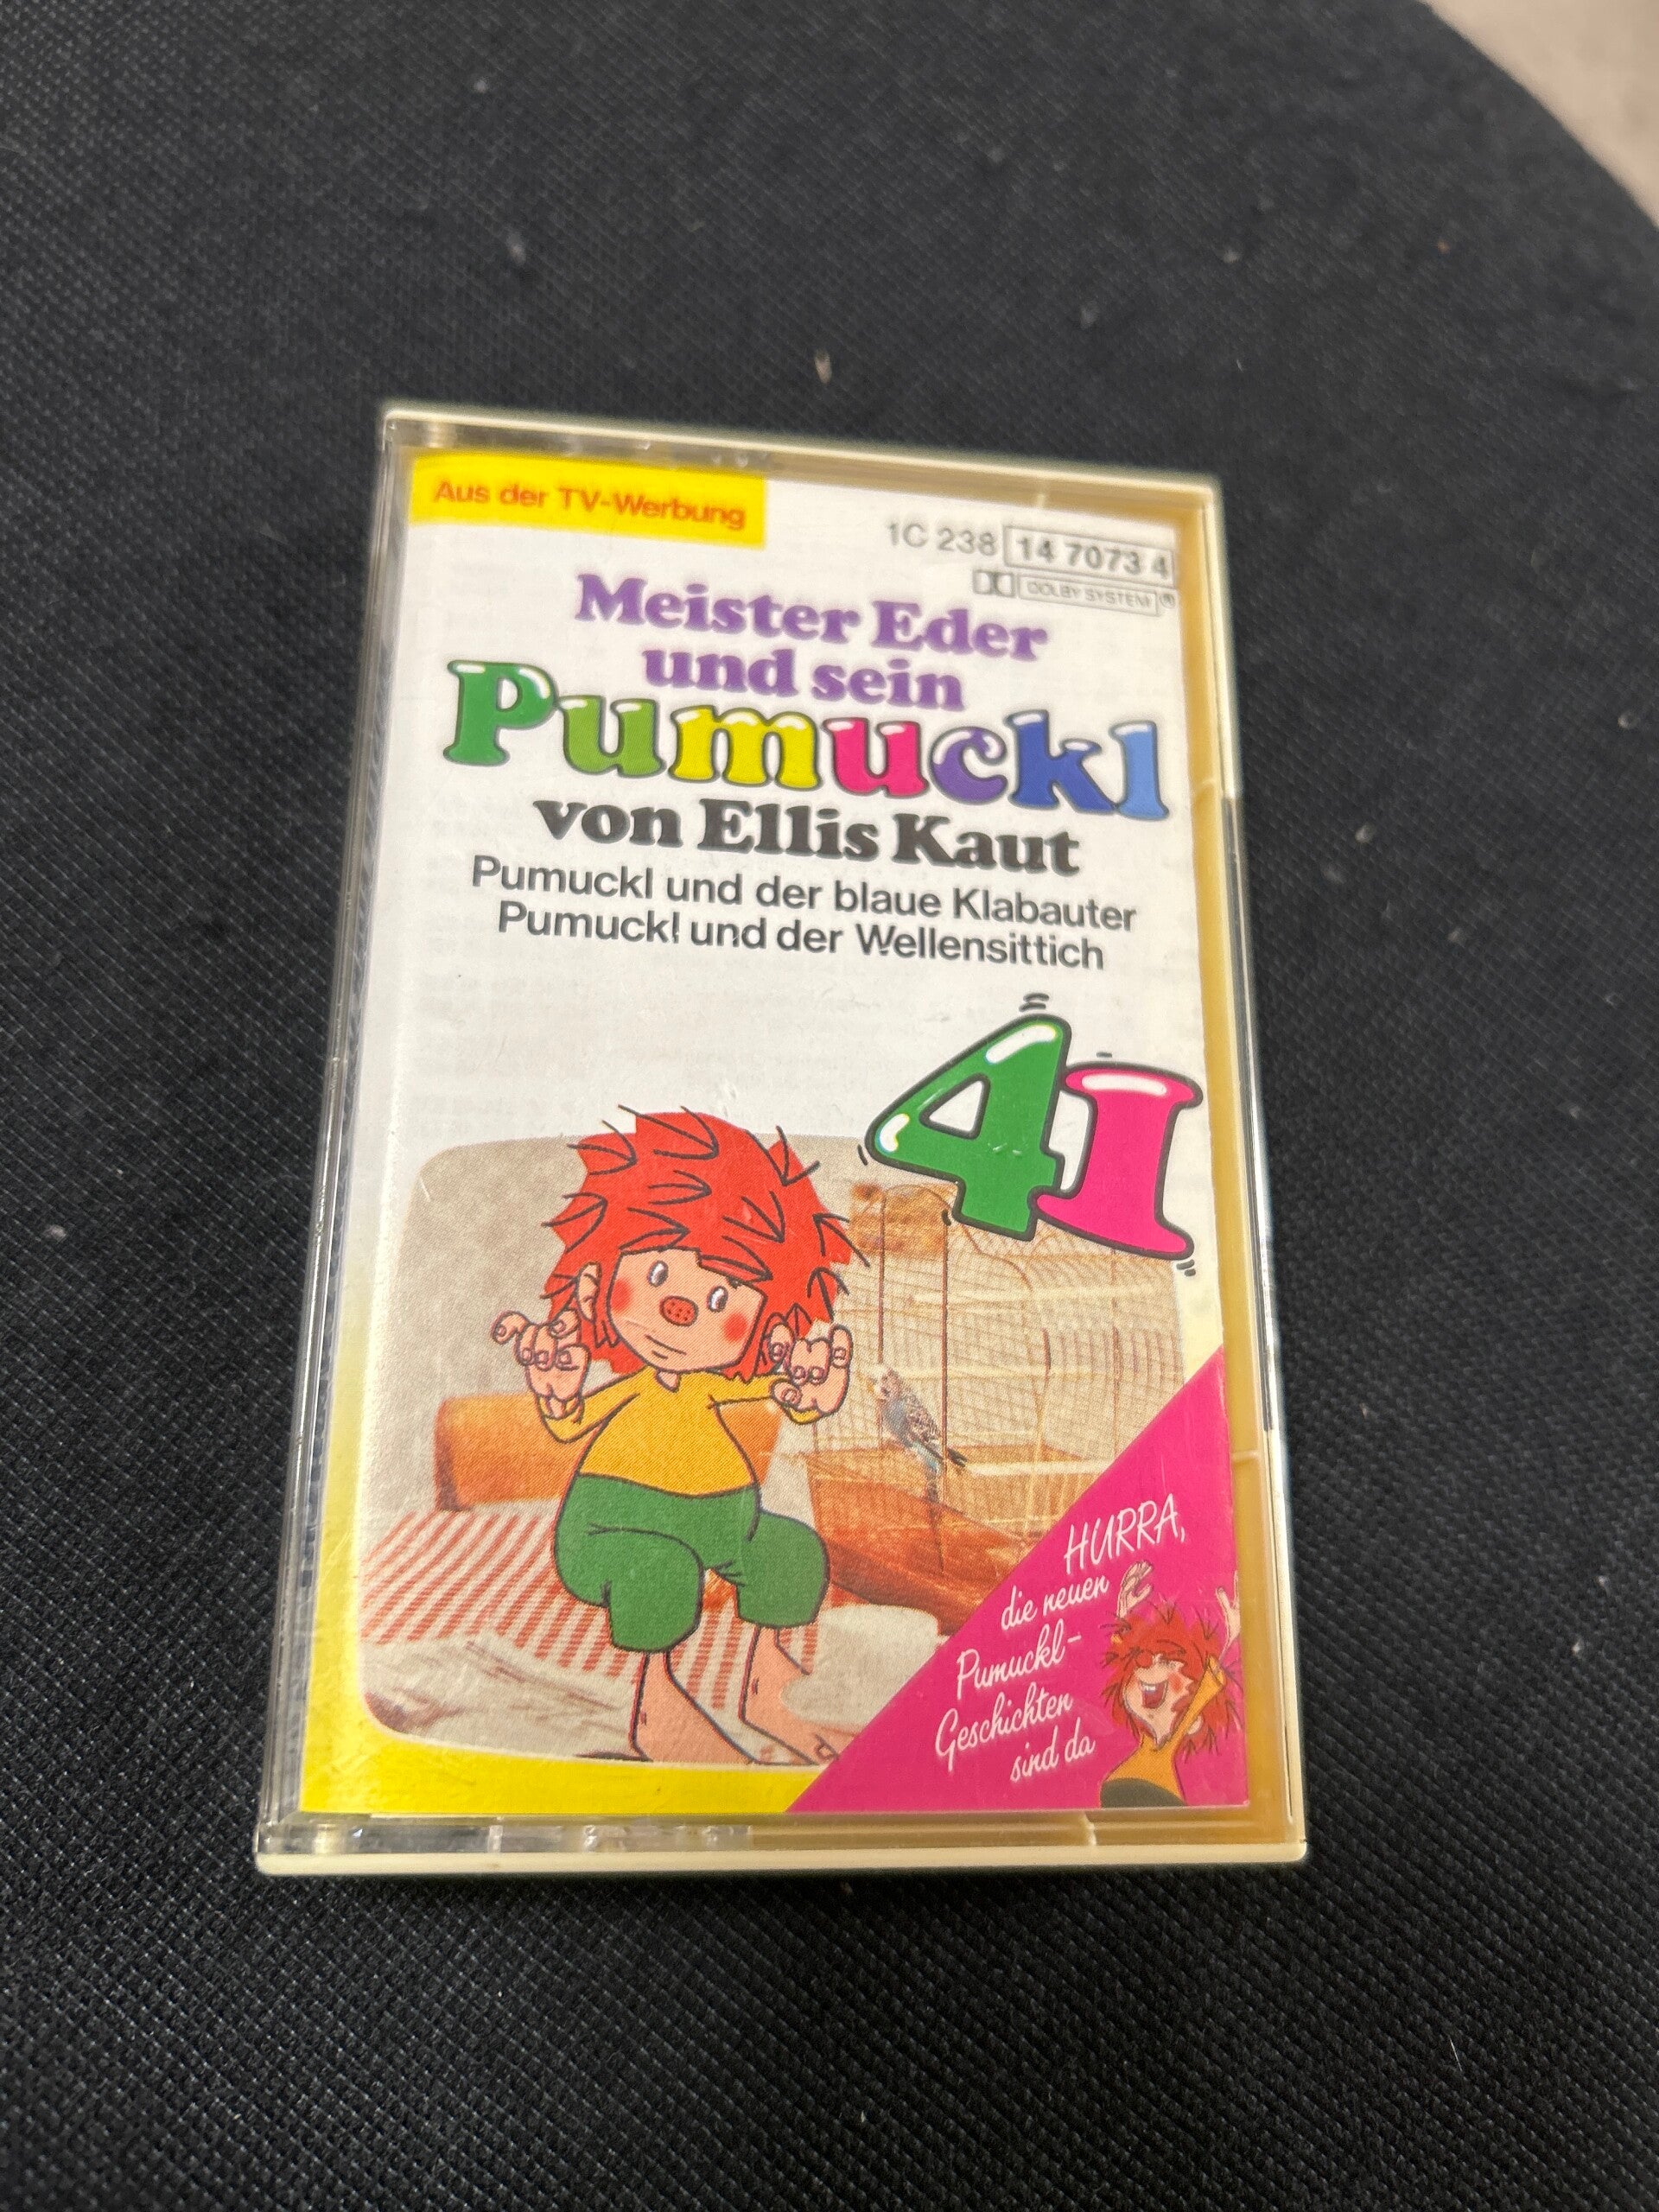 Aus der TV-Werbung
1C 238 14 7073 4
DOLBY SYSTEM®
Meister Eder
und sein
Pumuckl
von Ellis Kaut
Pumuckl und der blaue Klabauter
Pumuckl und der Wellensittich
41
HURRA,
die neuen
Pumuckl-
Geschichten
sind da